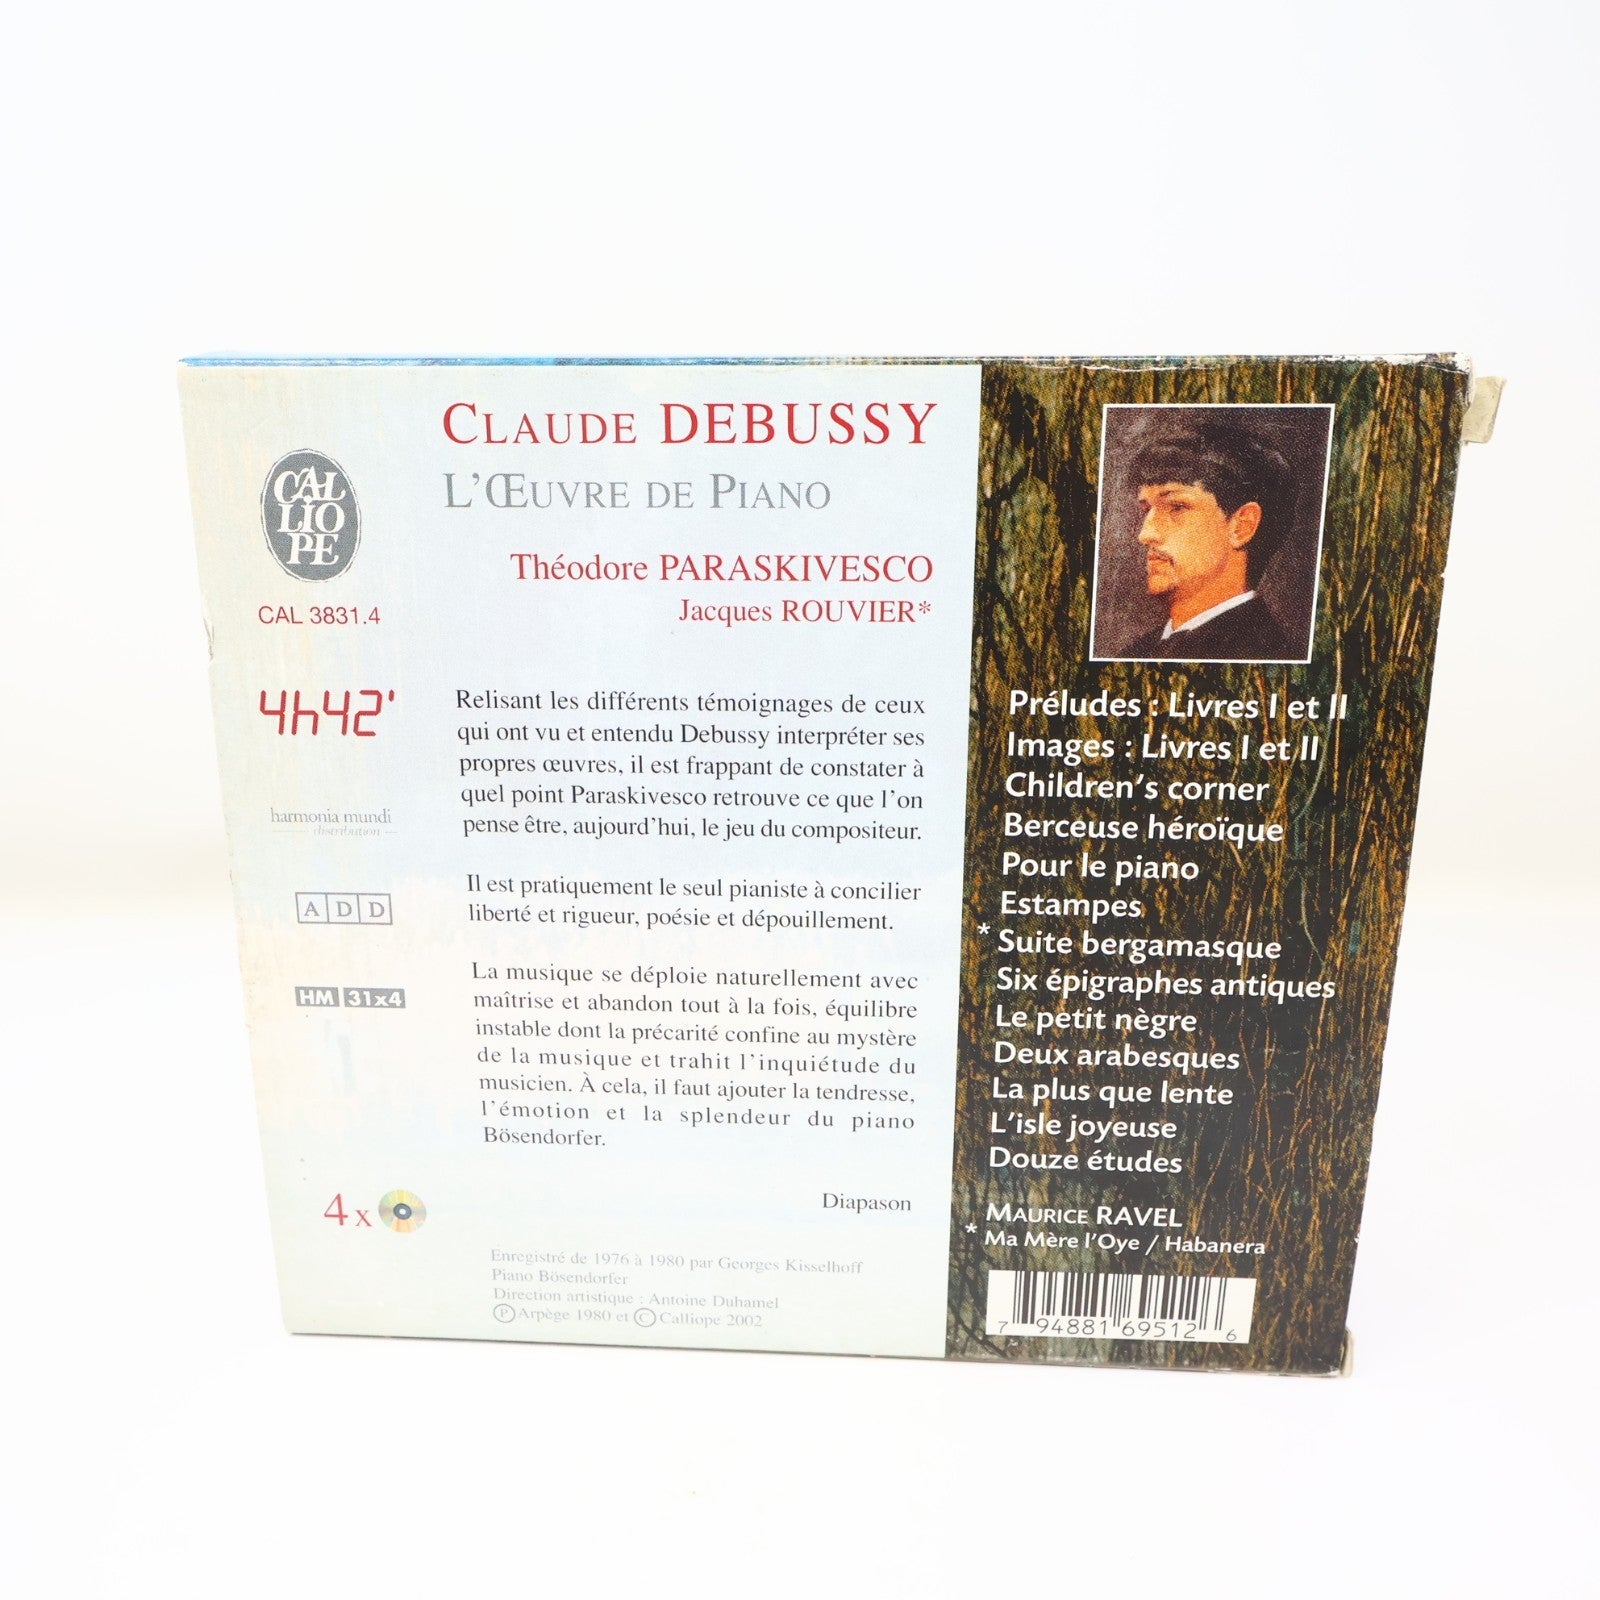 CLAUDE DEBUSSY
L'ŒUVRE DE PIANO
Théodore PARASKIVESCO
Jacques ROUVIER*
CAL
LIO
PE
CAL 3831.4
4h42'
harmonia mundi
distribution
A D D
HM 31x4
4 x
Relisant les différents témoignages de ceux
qui ont vu et entendu Debussy interpréter ses
propres œuvres, il est frappant de constater à
quel point Paraskivesco retrouve ce que l'on
pense être, aujourd'hui, le jeu du compositeur.
Il est pratiquement le seul pianiste à concilier
liberté et rigueur, poésie et dépouillement.
La musique se déploie naturellement avec
maîtrise et abandon tout à la fois, équilibre
instable dont la précarité confine au mystère
de la musique et trahit l'inquiétude du
musicien. À cela, il faut ajouter la tendresse,
l'émotion et la splendeur du piano
Bösendorfer.
Diapason
Enregistré de 1976 à 1980 par Georges Kisselhoff
Piano Bösendorfer
Direction artistique : Antoine Duhamel
Ⓟ Arpège 1980 et © Calliope 2002
Préludes : Livres I et II
Images : Livres I et II
Children's corner
Berceuse héroïque
Pour le piano
Estampes
* Suite bergamasque
Six épigraphes antiques
Le petit nègre
Deux arabesques
La plus que lente
L'isle joyeuse
Douze études
MAURICE RAVEL
* Ma Mère l'Oye / Habanera
7 94881 69512 6